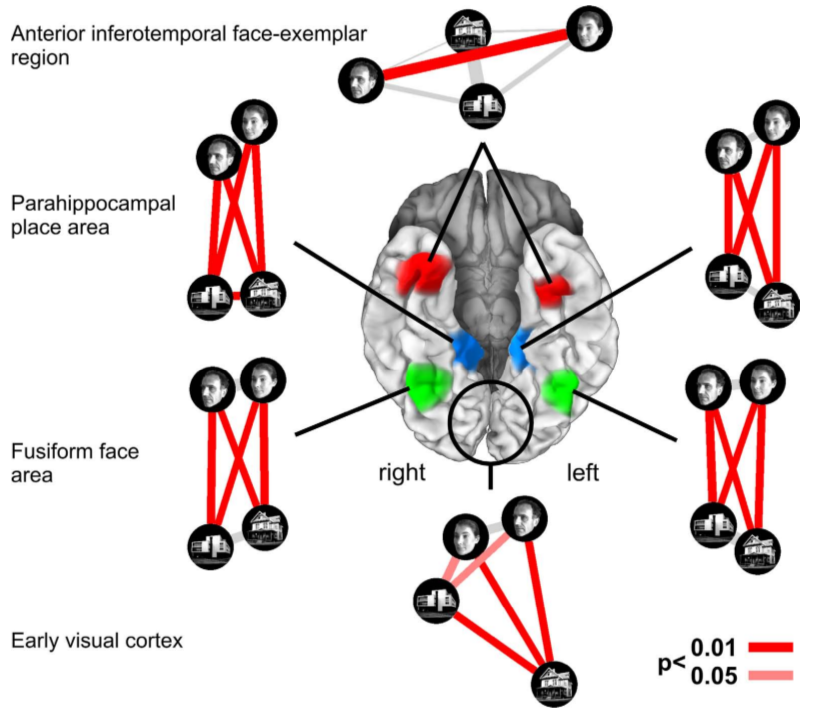 Anterior inferotemporal face-exemplar
region
Parahippocampal
place area
Fusiform face
area
right
left
Early visual cortex
p<
0.01
0.05